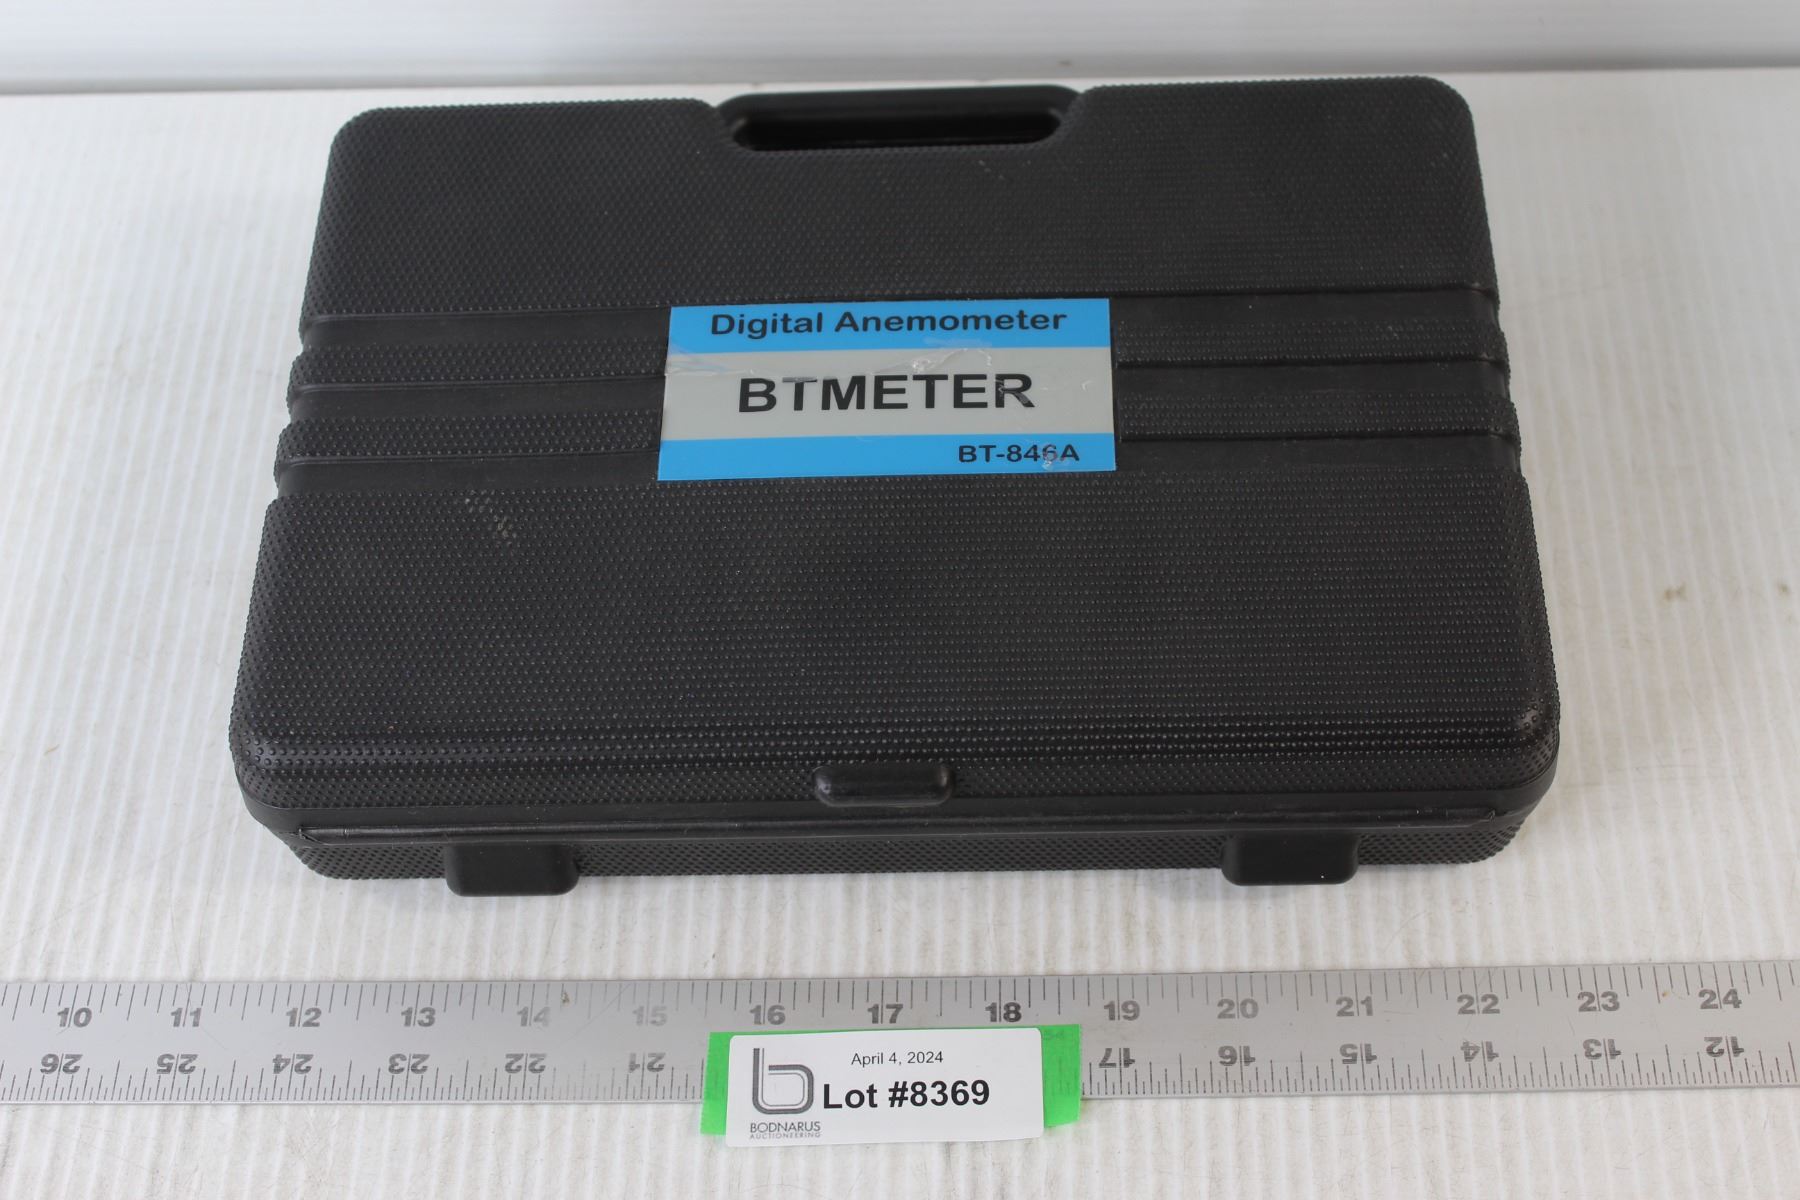 Digital Anemometer
BTMETER
BT-846A
10 11 12 13 14 15 16 17 18 19 20 21 22 23 24
26 25 24 23 22 21 17 16 15 14 13 12
April 4, 2024
Lot #8369
BODNARUS
AUCTIONEERING